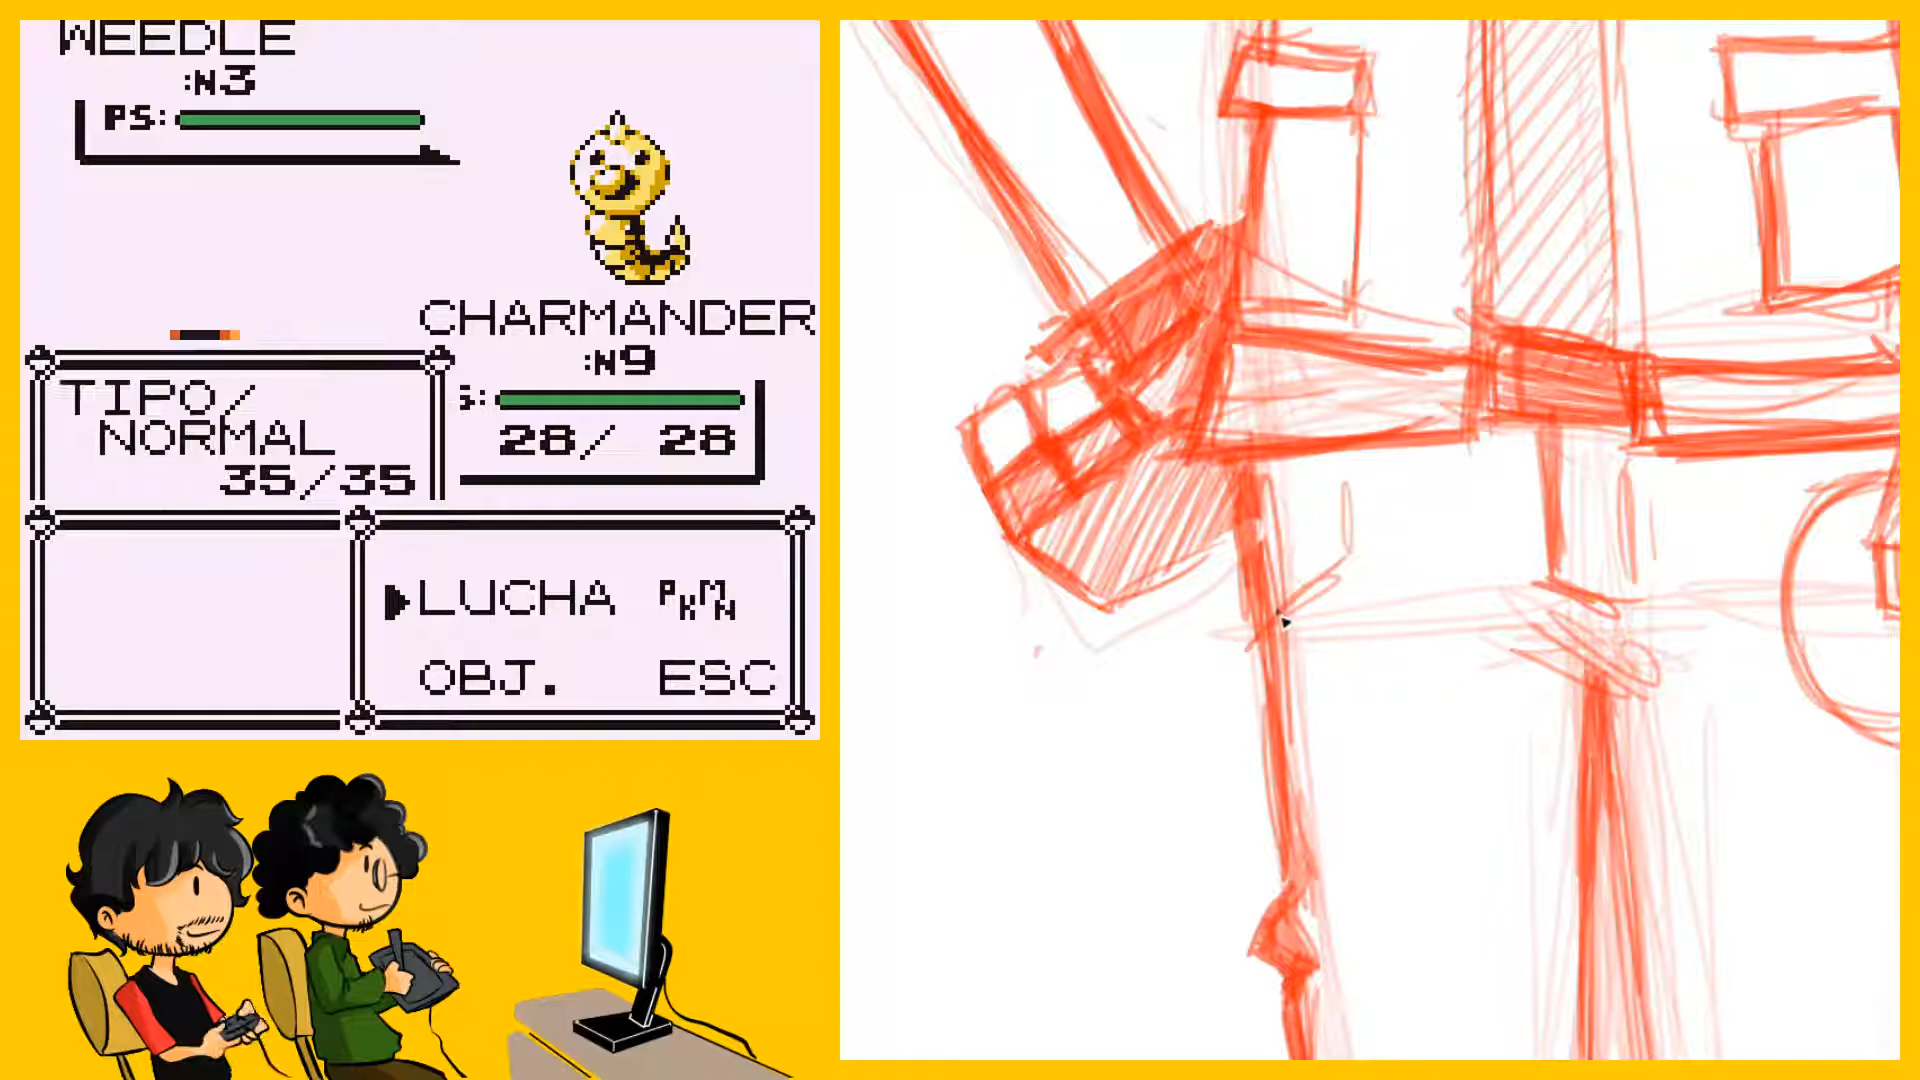 WEEDLE
:N3
PS:
CHARMANDER
:N9
S:
28/ 28
TIPO/
NORMAL
35/35
▶LUCHA PKMN
OBJ. ESC